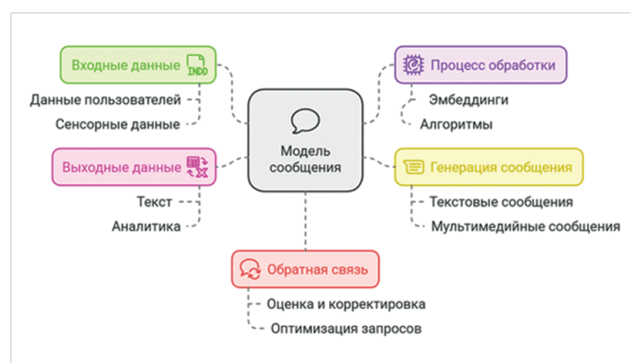 Входные данные
INDD
Данные пользователей
Сенсорные данные
Выходные данные
Текст
Аналитика
Модель
сообщения
Процесс обработки
Эмбеддинги
Алгоритмы
Генерация сообщения
Текстовые сообщения
Мультимедийные сообщения
Обратная связь
Оценка и корректировка
Оптимизация запросов